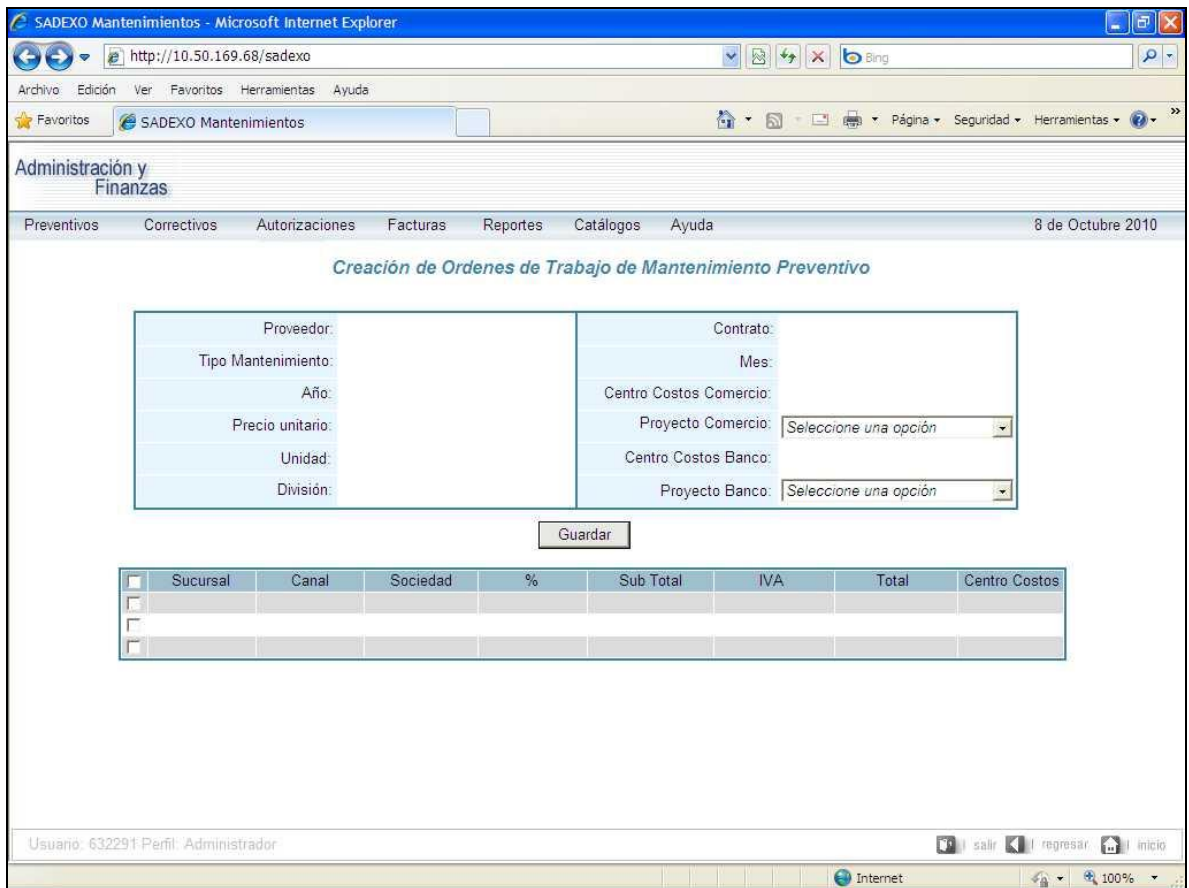 SADEXO Mantenimientos - Microsoft Internet Explorer
http://10.50.169.68/sadexo
Bing
Archivo Edición Ver Favoritos Herramientas Ayuda
Favoritos SADEXO Mantenimientos Página Seguridad Herramientas »
Administración y
Finanzas
Preventivos Correctivos Autorizaciones Facturas Reportes Catálogos Ayuda 8 de Octubre 2010
Creación de Ordenes de Trabajo de Mantenimiento Preventivo
Proveedor: Contrato:
Tipo Mantenimiento: Mes:
Año: Centro Costos Comercio:
Precio unitario: Proyecto Comercio: Seleccione una opción
Unidad: Centro Costos Banco:
División: Proyecto Banco: Seleccione una opción
Guardar
Sucursal Canal Sociedad % Sub Total IVA Total Centro Costos
Usuario: 632291 Perfil: Administrador salir regresar inicio
Internet 100%